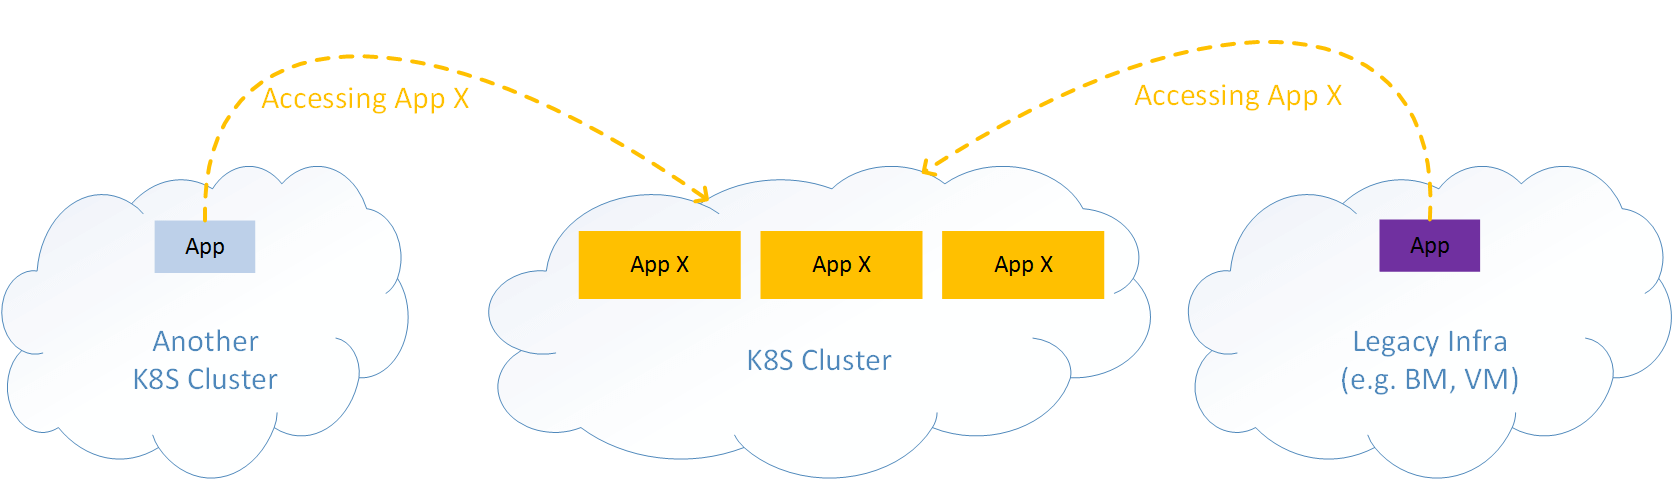 Accessing App X
Accessing App X
App
App X
App X
App X
App
Another
K8S Cluster
K8S Cluster
Legacy Infra
(e.g. BM, VM)